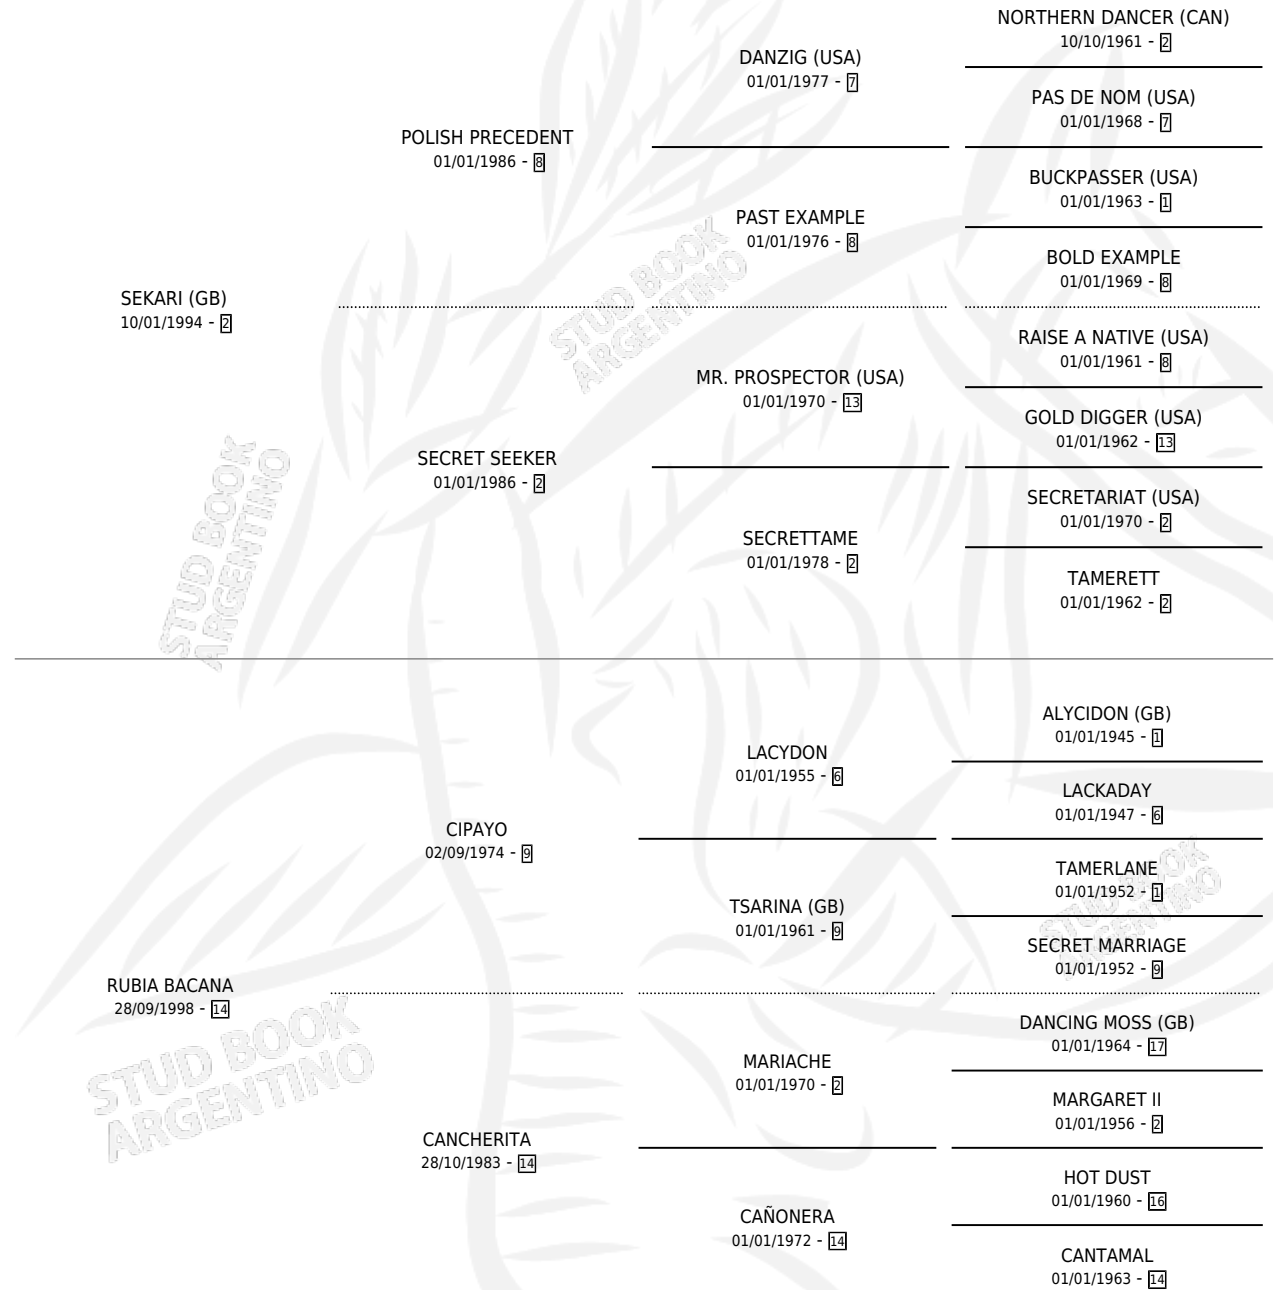 NORTHERN DANCER (CAN)
10/10/1961 - 2
DANZIG (USA)
01/01/1977 - 7
PAS DE NOM (USA)
01/01/1968 - 7
POLISH PRECEDENT
01/01/1986 - 8
BUCKPASSER (USA)
01/01/1963 - 1
PAST EXAMPLE
01/01/1976 - 8
BOLD EXAMPLE
01/01/1969 - 8
SEKARI (GB)
10/01/1994 - 2
STUD BOOK
ARGENTINO
RAISE A NATIVE (USA)
01/01/1961 - 8
MR. PROSPECTOR (USA)
01/01/1970 - 13
GOLD DIGGER (USA)
01/01/1962 - 13
SECRET SEEKER
01/01/1986 - 2
SECRETARIAT (USA)
01/01/1970 - 2
SECRETTAME
01/01/1978 - 2
TAMERETT
01/01/1962 - 2
STUD BOOK
ARGENTINO
ALYCIDON (GB)
01/01/1945 - 1
LACYDON
01/01/1955 - 6
LACKADAY
01/01/1947 - 6
CIPAYO
02/09/1974 - 9
TAMERLANE
01/01/1952 - 1
TSARINA (GB)
01/01/1961 - 9
SECRET MARRIAGE
01/01/1952 - 9
STUD BOOK
ARGENTINO
RUBIA BACANA
28/09/1998 - 14
DANCING MOSS (GB)
01/01/1964 - 17
MARIACHE
01/01/1970 - 2
MARGARET II
01/01/1956 - 2
STUD BOOK
ARGENTINO
CANCHERITA
28/10/1983 - 14
HOT DUST
01/01/1960 - 16
CAÑONERA
01/01/1972 - 14
CANTAMAL
01/01/1963 - 14